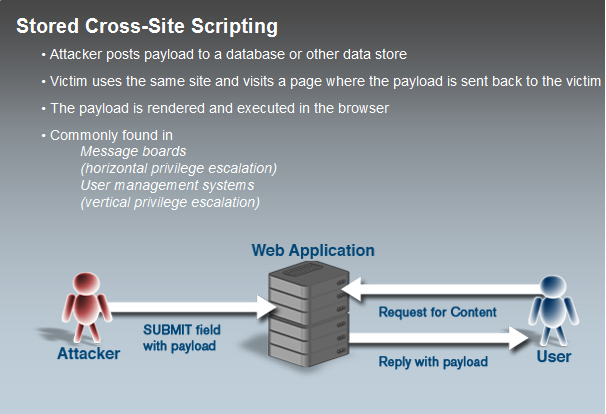 Stored Cross-Site Scripting
• Attacker posts payload to a database or other data store
• Victim uses the same site and visits a page where the payload is sent back to the victim
• The payload is rendered and executed in the browser
• Commonly found in
Message boards
(horizontal privilege escalation)
User management systems
(vertical privilege escalation)
Web Application
SUBMIT field
with payload
Request for Content
Reply with payload
Attacker
User